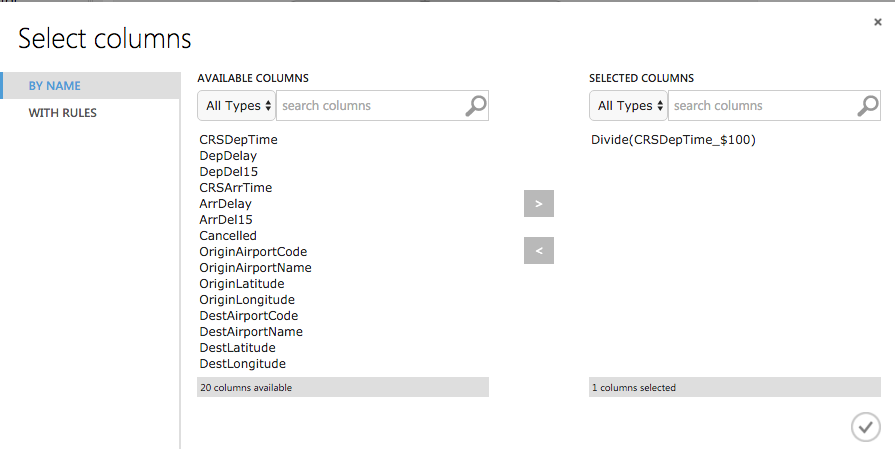 Select columns
BY NAME
WITH RULES
AVAILABLE COLUMNS
All Types
search columns
CRSDepTime
DepDelay
DepDel15
CRSArrTime
ArrDelay
ArrDel15
Cancelled
OriginAirportCode
OriginAirportName
OriginLatitude
OriginLongitude
DestAirportCode
DestAirportName
DestLatitude
DestLongitude
20 columns available
>
<
SELECTED COLUMNS
All Types
search columns
Divide(CRSDepTime_$100)
1 columns selected